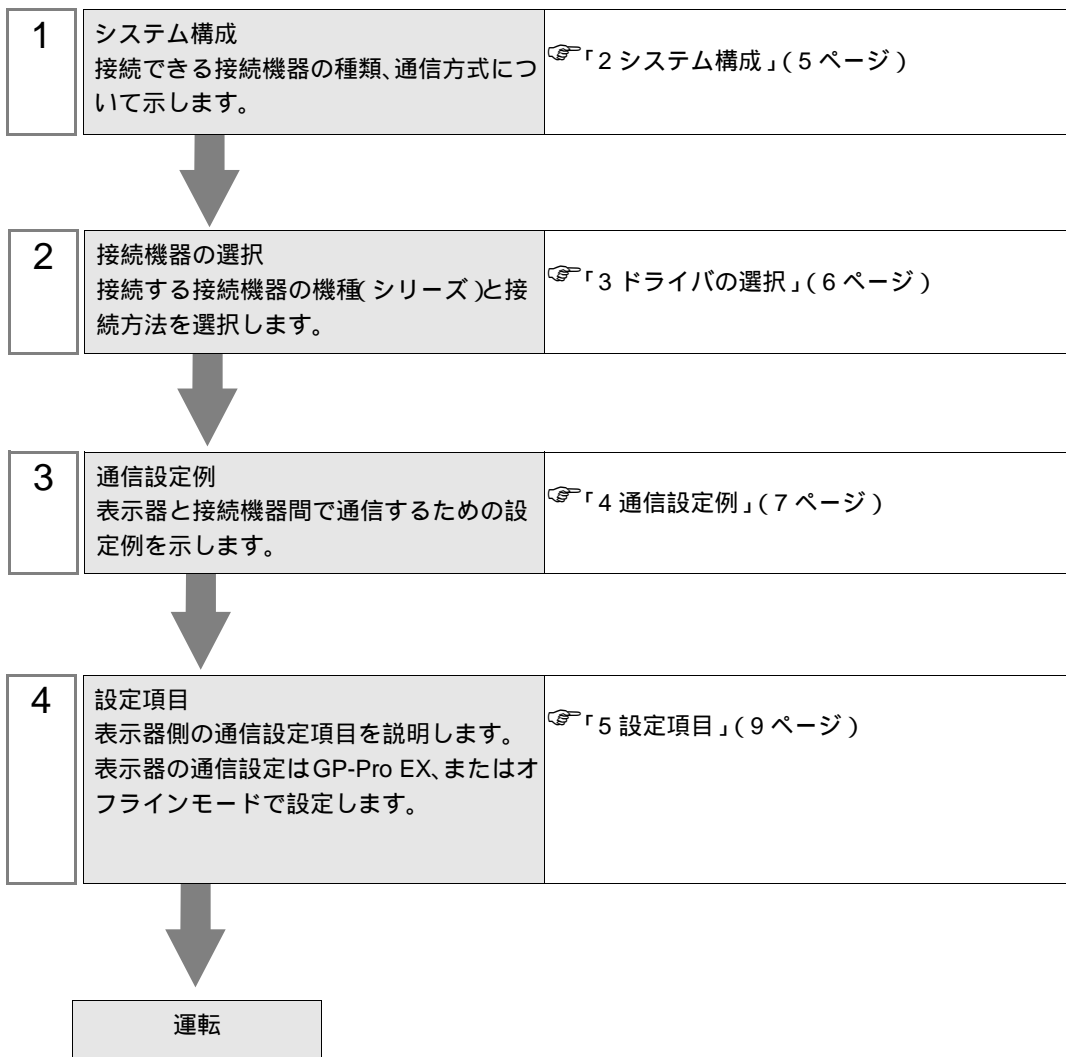 1
システム構成
接続できる接続機器の種類、通信方式につ
いて示します。
☞「2 システム構成」(5 ページ)
2
接続機器の選択
接続する接続機器の機種(シリーズ)と接
続方法を選択します。
☞「3 ドライバの選択」(6 ページ)
3
通信設定例
表示器と接続機器間で通信するための設
定例を示します。
☞「4 通信設定例」(7 ページ)
4
設定項目
表示器側の通信設定項目を説明します。
表示器の通信設定はGP-Pro EX、またはオ
フラインモードで設定します。
☞「5 設定項目」(9 ページ)
運転